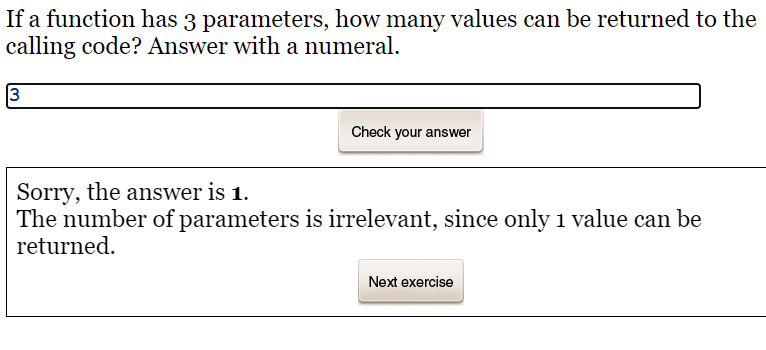 If a function has 3 parameters, how many values can be returned to the
calling code? Answer with a numeral.
3
Check your answer
Sorry, the answer is 1.
The number of parameters is irrelevant, since only 1 value can be
returned.
Next exercise